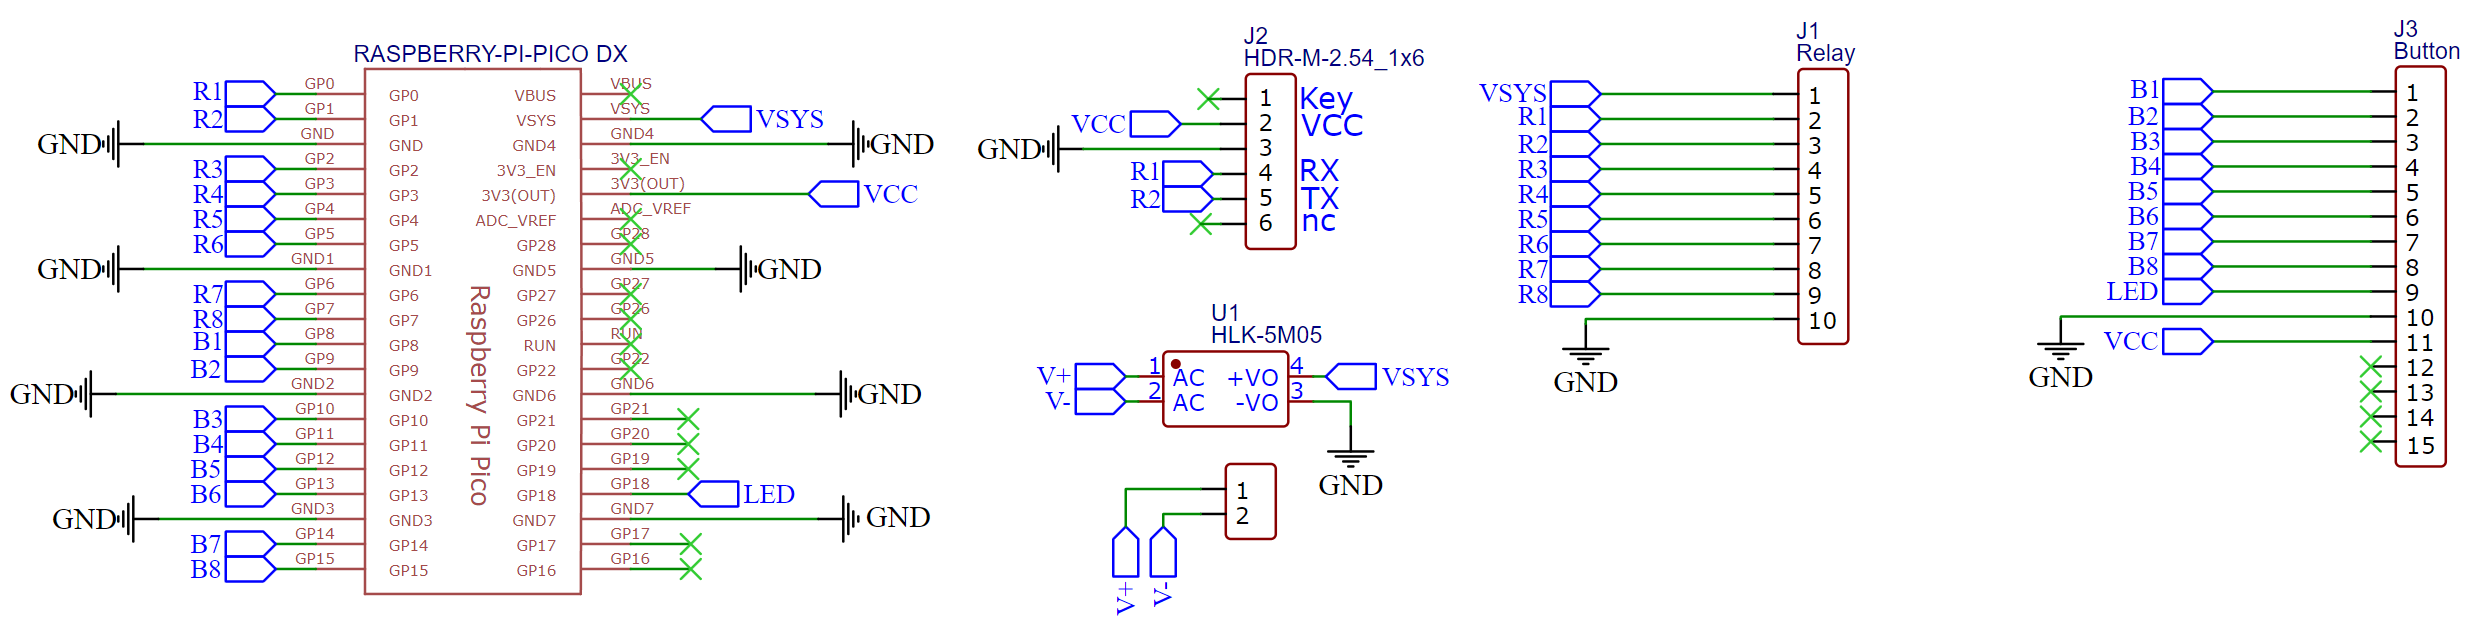 RASPBERRY-PI-PICO DX
R1 GP0 GP0 VBUS VBUS
R2 GP1 GP1 VSYS VSYS VSYS
GND GND GND GND4 GND4 GND
R3 GP2 GP2 3V3_EN 3V3_EN
R4 GP3 GP3 3V3(OUT) 3V3(OUT) VCC
R5 GP4 GP4 ADC_VREF ADC_VREF
R6 GP5 GP5 GP28 GP28
GND GND1 GND1 GND5 GND5 GND
R7 GP6 GP6 GP27 GP27
R8 GP7 GP7 GP26 GP26
B1 GP8 GP8 RUN RUN
B2 GP9 GP9 GP22 GP22
GND GND2 GND2 GND6 GND6 GND
B3 GP10 GP10 GP21 GP21
B4 GP11 GP11 GP20 GP20
B5 GP12 GP12 GP19 GP19
B6 GP13 GP13 GP18 GP18 LED
GND GND3 GND3 GND7 GND7 GND
B7 GP14 GP14 GP17 GP17
B8 GP15 GP15 GP16 GP16
Raspberry Pi Pico
J2
HDR-M-2.54_1x6
1 Key
VCC 2 VCC
GND 3
R1 4 RX
R2 5 TX
6 nc
U1
HLK-5M05
V+ 1 AC +VO 4 VSYS
V- 2 AC -VO 3
GND
1
2
V+ V-
J1
Relay
VSYS 1
R1 2
R2 3
R3 4
R4 5
R5 6
R6 7
R7 8
R8 9
10
GND
J3
Button
B1 1
B2 2
B3 3
B4 4
B5 5
B6 6
B7 7
B8 8
LED 9
10
VCC 11
GND
12
13
14
15